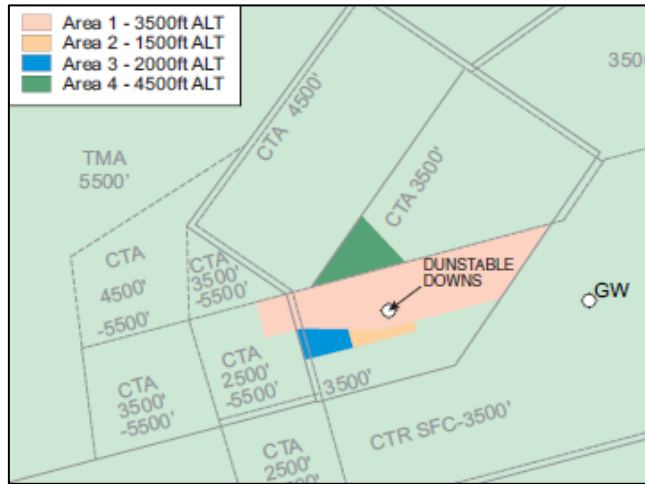 Area 1 - 3500ft ALT
Area 2 - 1500ft ALT
Area 3 - 2000ft ALT
Area 4 - 4500ft ALT
3500
CTA 4500'
TMA
5500'
CTA 3500'
CTA
4500'
-5500'
CTA
3500'
-5500'
DUNSTABLE
DOWNS
GW
CTA
3500'
-5500'
CTA
2500'
-5500'
3500'
CTR SFC-3500'
CTA
2500'